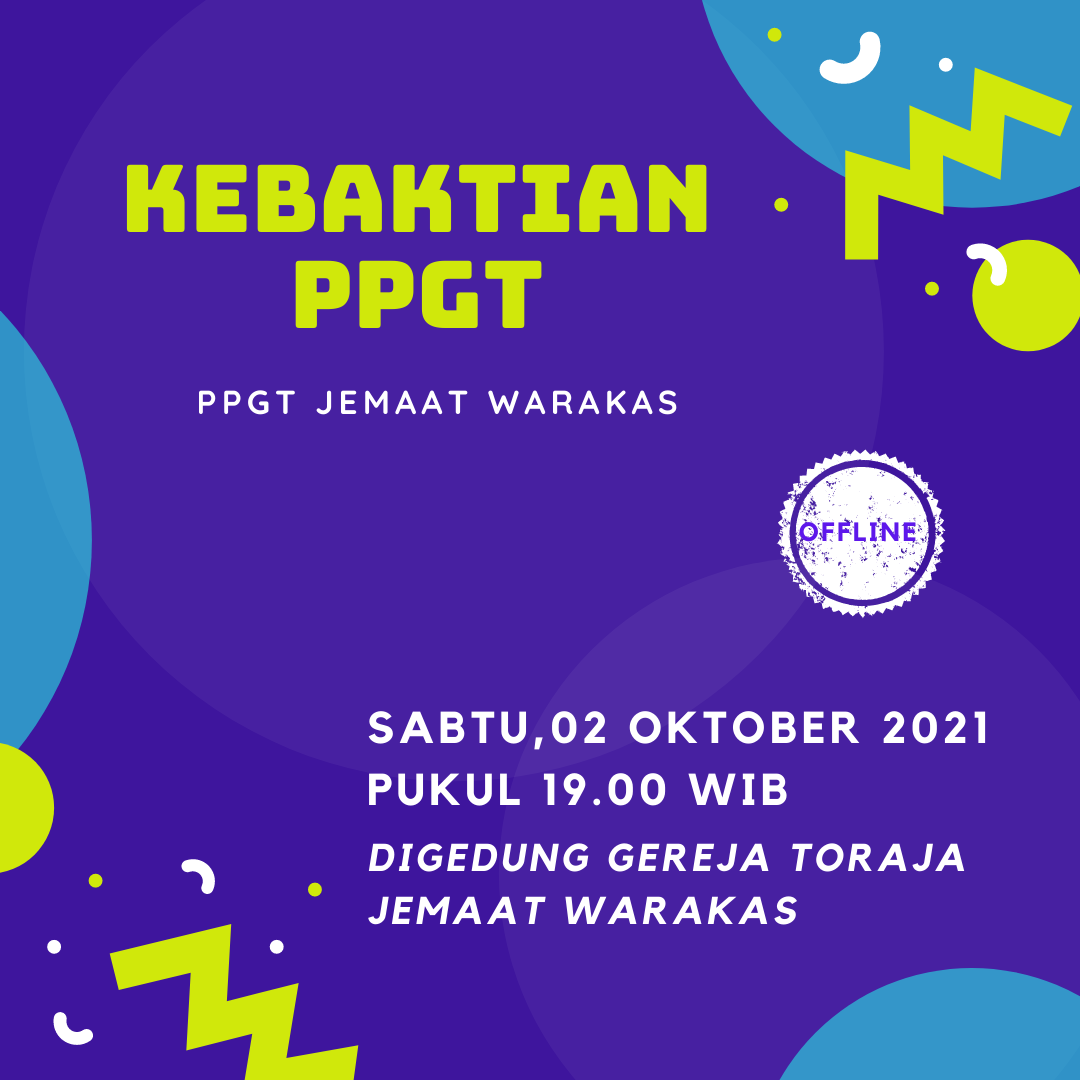 KEBAKTIAN
PPGT
PPGT JEMAAT WARAKAS
OFFLINE
SABTU,02 OKTOBER 2021
PUKUL 19.00 WIB
DIGEDUNG GEREJA TORAJA
JEMAAT WARAKAS